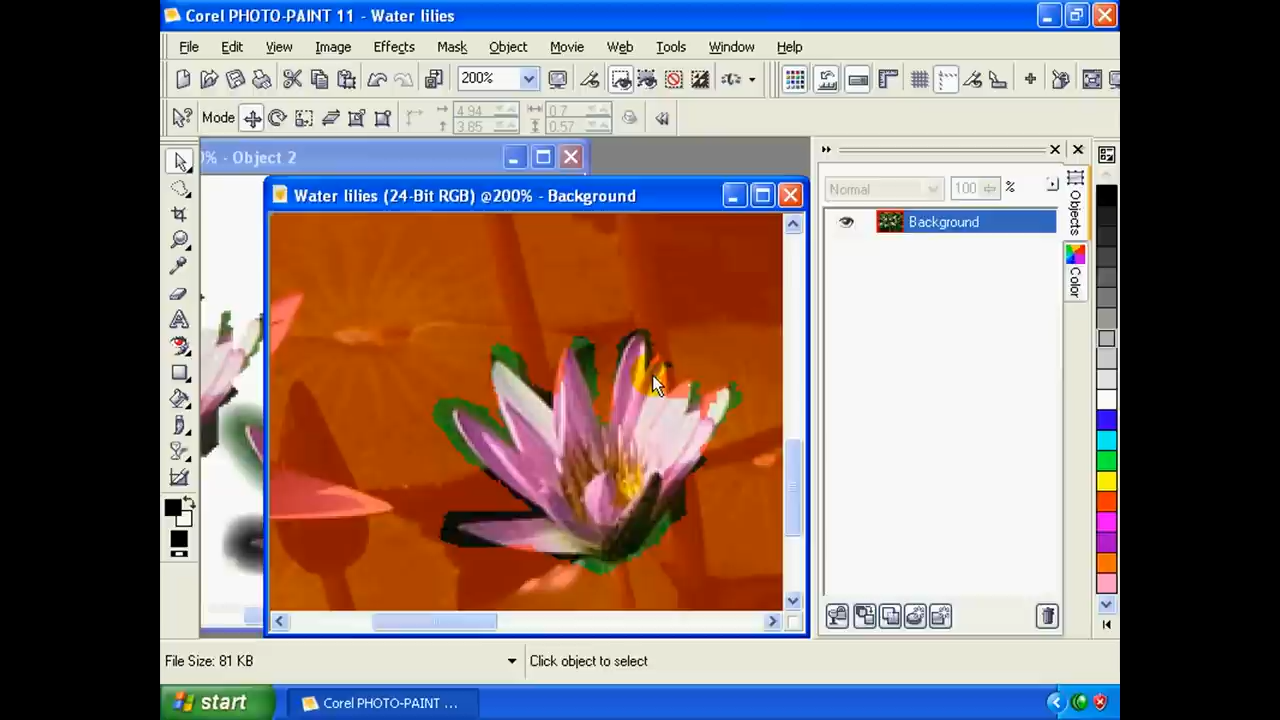 Corel PHOTO-PAINT 11 - Water lilies
File Edit View Image Effects Mask Object Movie Web Tools Window Help
200%
Mode 4.94 0.7
3.85 0.57
0% - Object 2
Water lilies (24-Bit RGB) @200% - Background
Normal 100 %
Background
Objects
Color
File Size: 81 KB Click object to select
start Corel PHOTO-PAINT ...